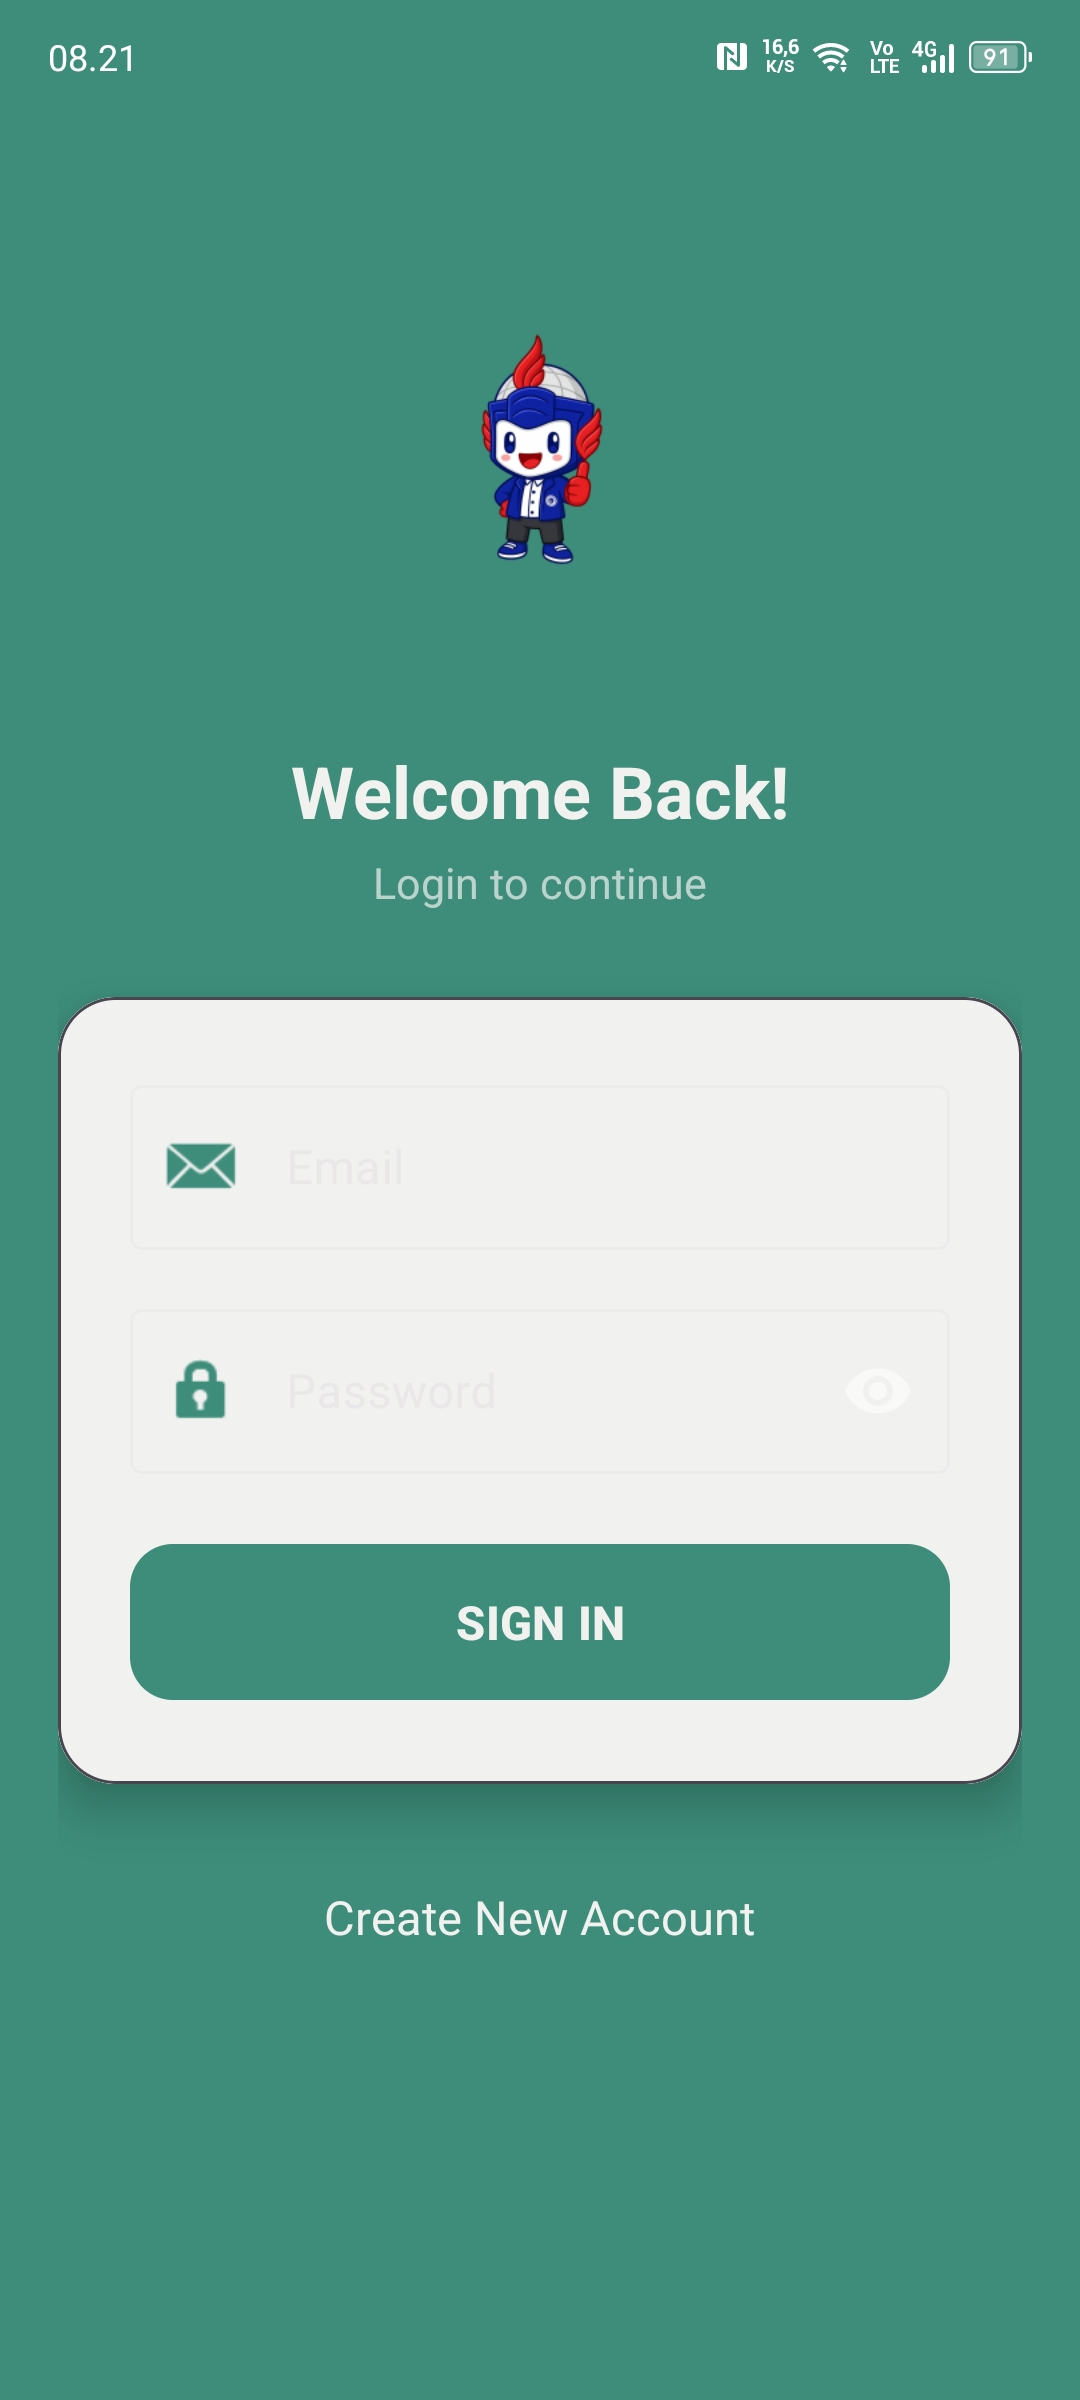 08.21
16,6
K/S
Vo
LTE
4G
91
Welcome Back!
Login to continue
Email
Password
SIGN IN
Create New Account